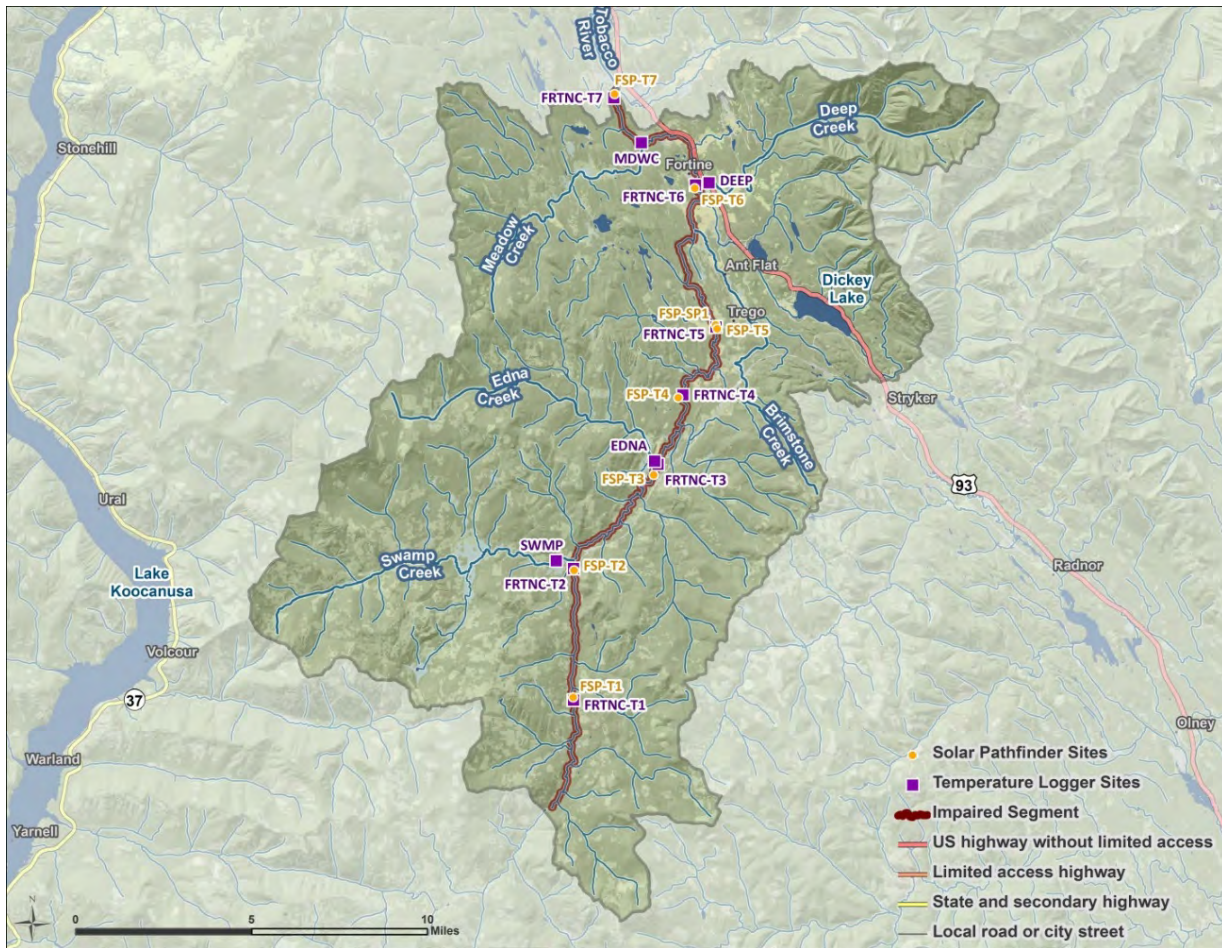 Tobacco
River
FSP-T7
FRTNC-T7
Deep
Creek
Stonehill
MDWC
Fortine
DEEP
FRTNC-T6
FSP-T6
Meadow
Creek
Ant Flat
Dickey
Lake
FSP-SP1
Trego
FRTNC-T5
FSP-T5
Edna
Creek
FSP-T4
FRTNC-T4
Stryker
Brimstone
Creek
EDNA
FSP-T3
FRTNC-T3
93
Ural
SWMP
Swamp
Creek
FSP-T2
FRTNC-T2
Lake
Koocanusa
Radnor
Volcour
37
FSP-T1
FRTNC-T1
Olney
Warland
Yarnell
Solar Pathfinder Sites
Temperature Logger Sites
Impaired Segment
US highway without limited access
Limited access highway
State and secondary highway
Local road or city street
N
0 5 10
Miles